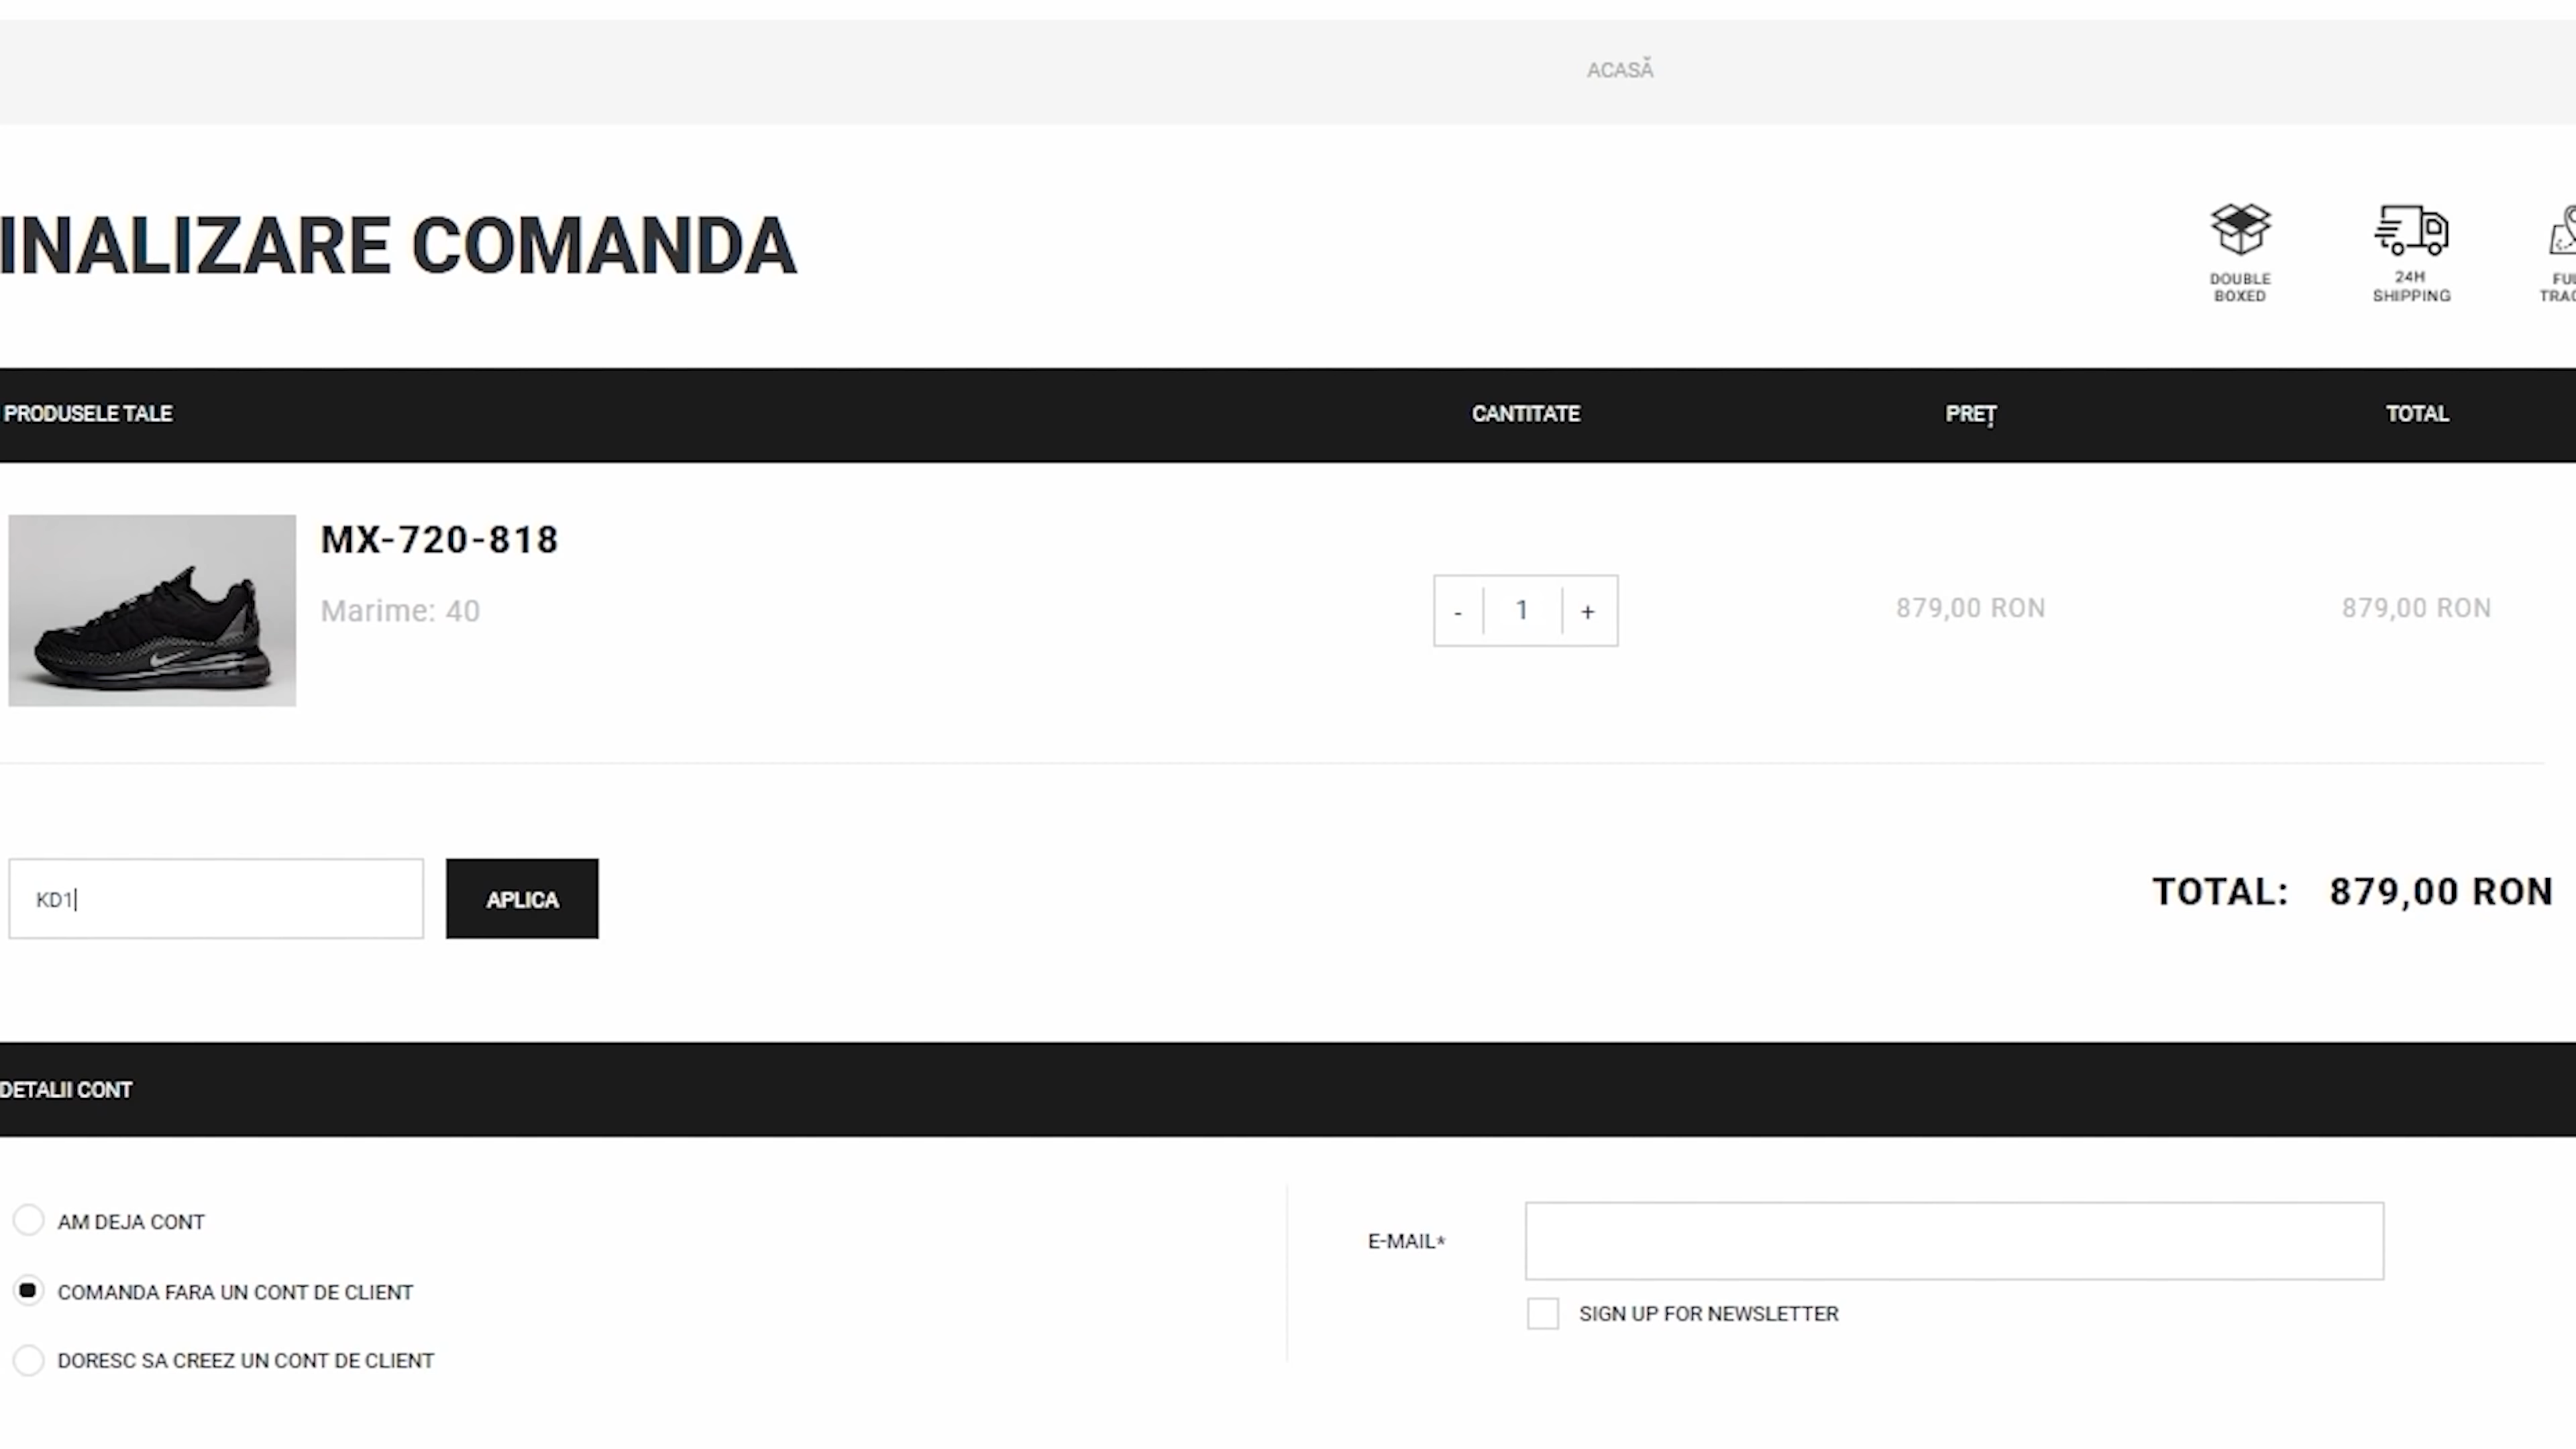 ACASĂ
INALIZARE COMANDA
DOUBLE
BOXED
24H
SHIPPING
FUL
TRAC
PRODUSELE TALE CANTITATE PREȚ TOTAL
MX-720-818
Marime: 40
- 1 + 879,00 RON 879,00 RON
KD1 APLICA TOTAL: 879,00 RON
DETALII CONT
AM DEJA CONT
COMANDA FARA UN CONT DE CLIENT
DORESC SA CREEZ UN CONT DE CLIENT
E-MAIL*
SIGN UP FOR NEWSLETTER